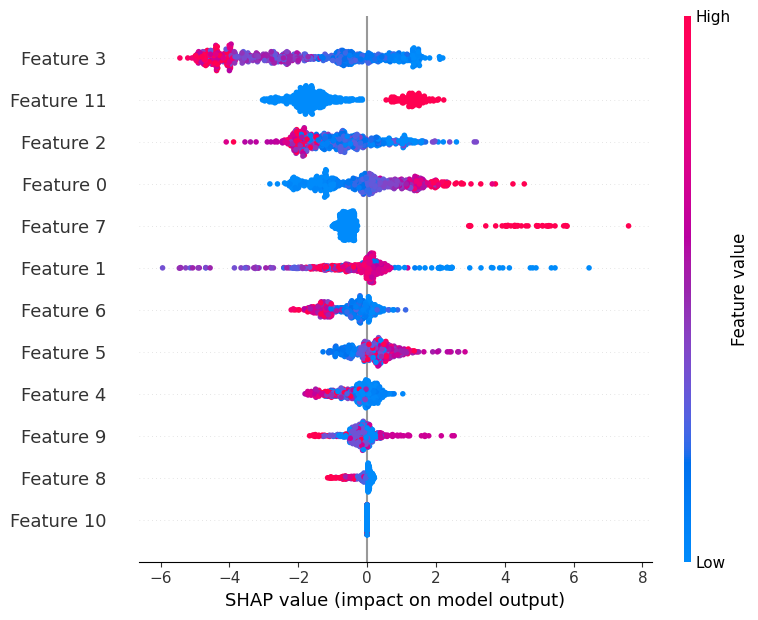 High
Feature 3
Feature 11
Feature 2
Feature 0
Feature 7
Feature 1
Feature 6
Feature 5
Feature 4
Feature 9
Feature 8
Feature 10
Feature value
Low
−6 −4 −2 0 2 4 6 8
SHAP value (impact on model output)